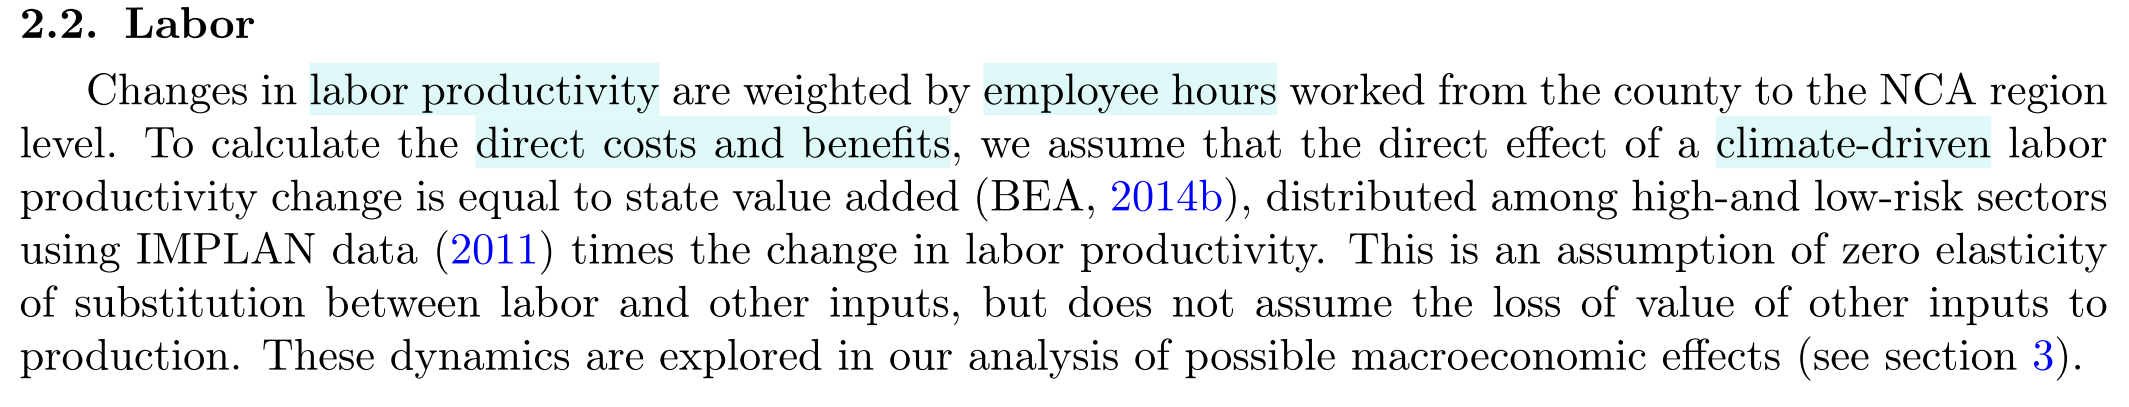 2.2. Labor
Changes in labor productivity are weighted by employee hours worked from the county to the NCA region
level. To calculate the direct costs and benefits, we assume that the direct effect of a climate-driven labor
productivity change is equal to state value added (BEA, 2014b), distributed among high-and low-risk sectors
using IMPLAN data (2011) times the change in labor productivity. This is an assumption of zero elasticity
of substitution between labor and other inputs, but does not assume the loss of value of other inputs to
production. These dynamics are explored in our analysis of possible macroeconomic effects (see section 3).